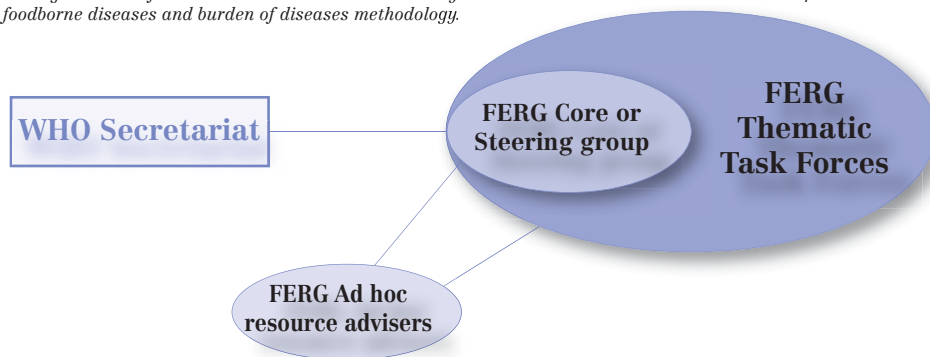 foodborne diseases and burden of diseases methodology.
WHO Secretariat
FERG Core or
Steering group
FERG
Thematic
Task Forces
FERG Ad hoc
resource advisers